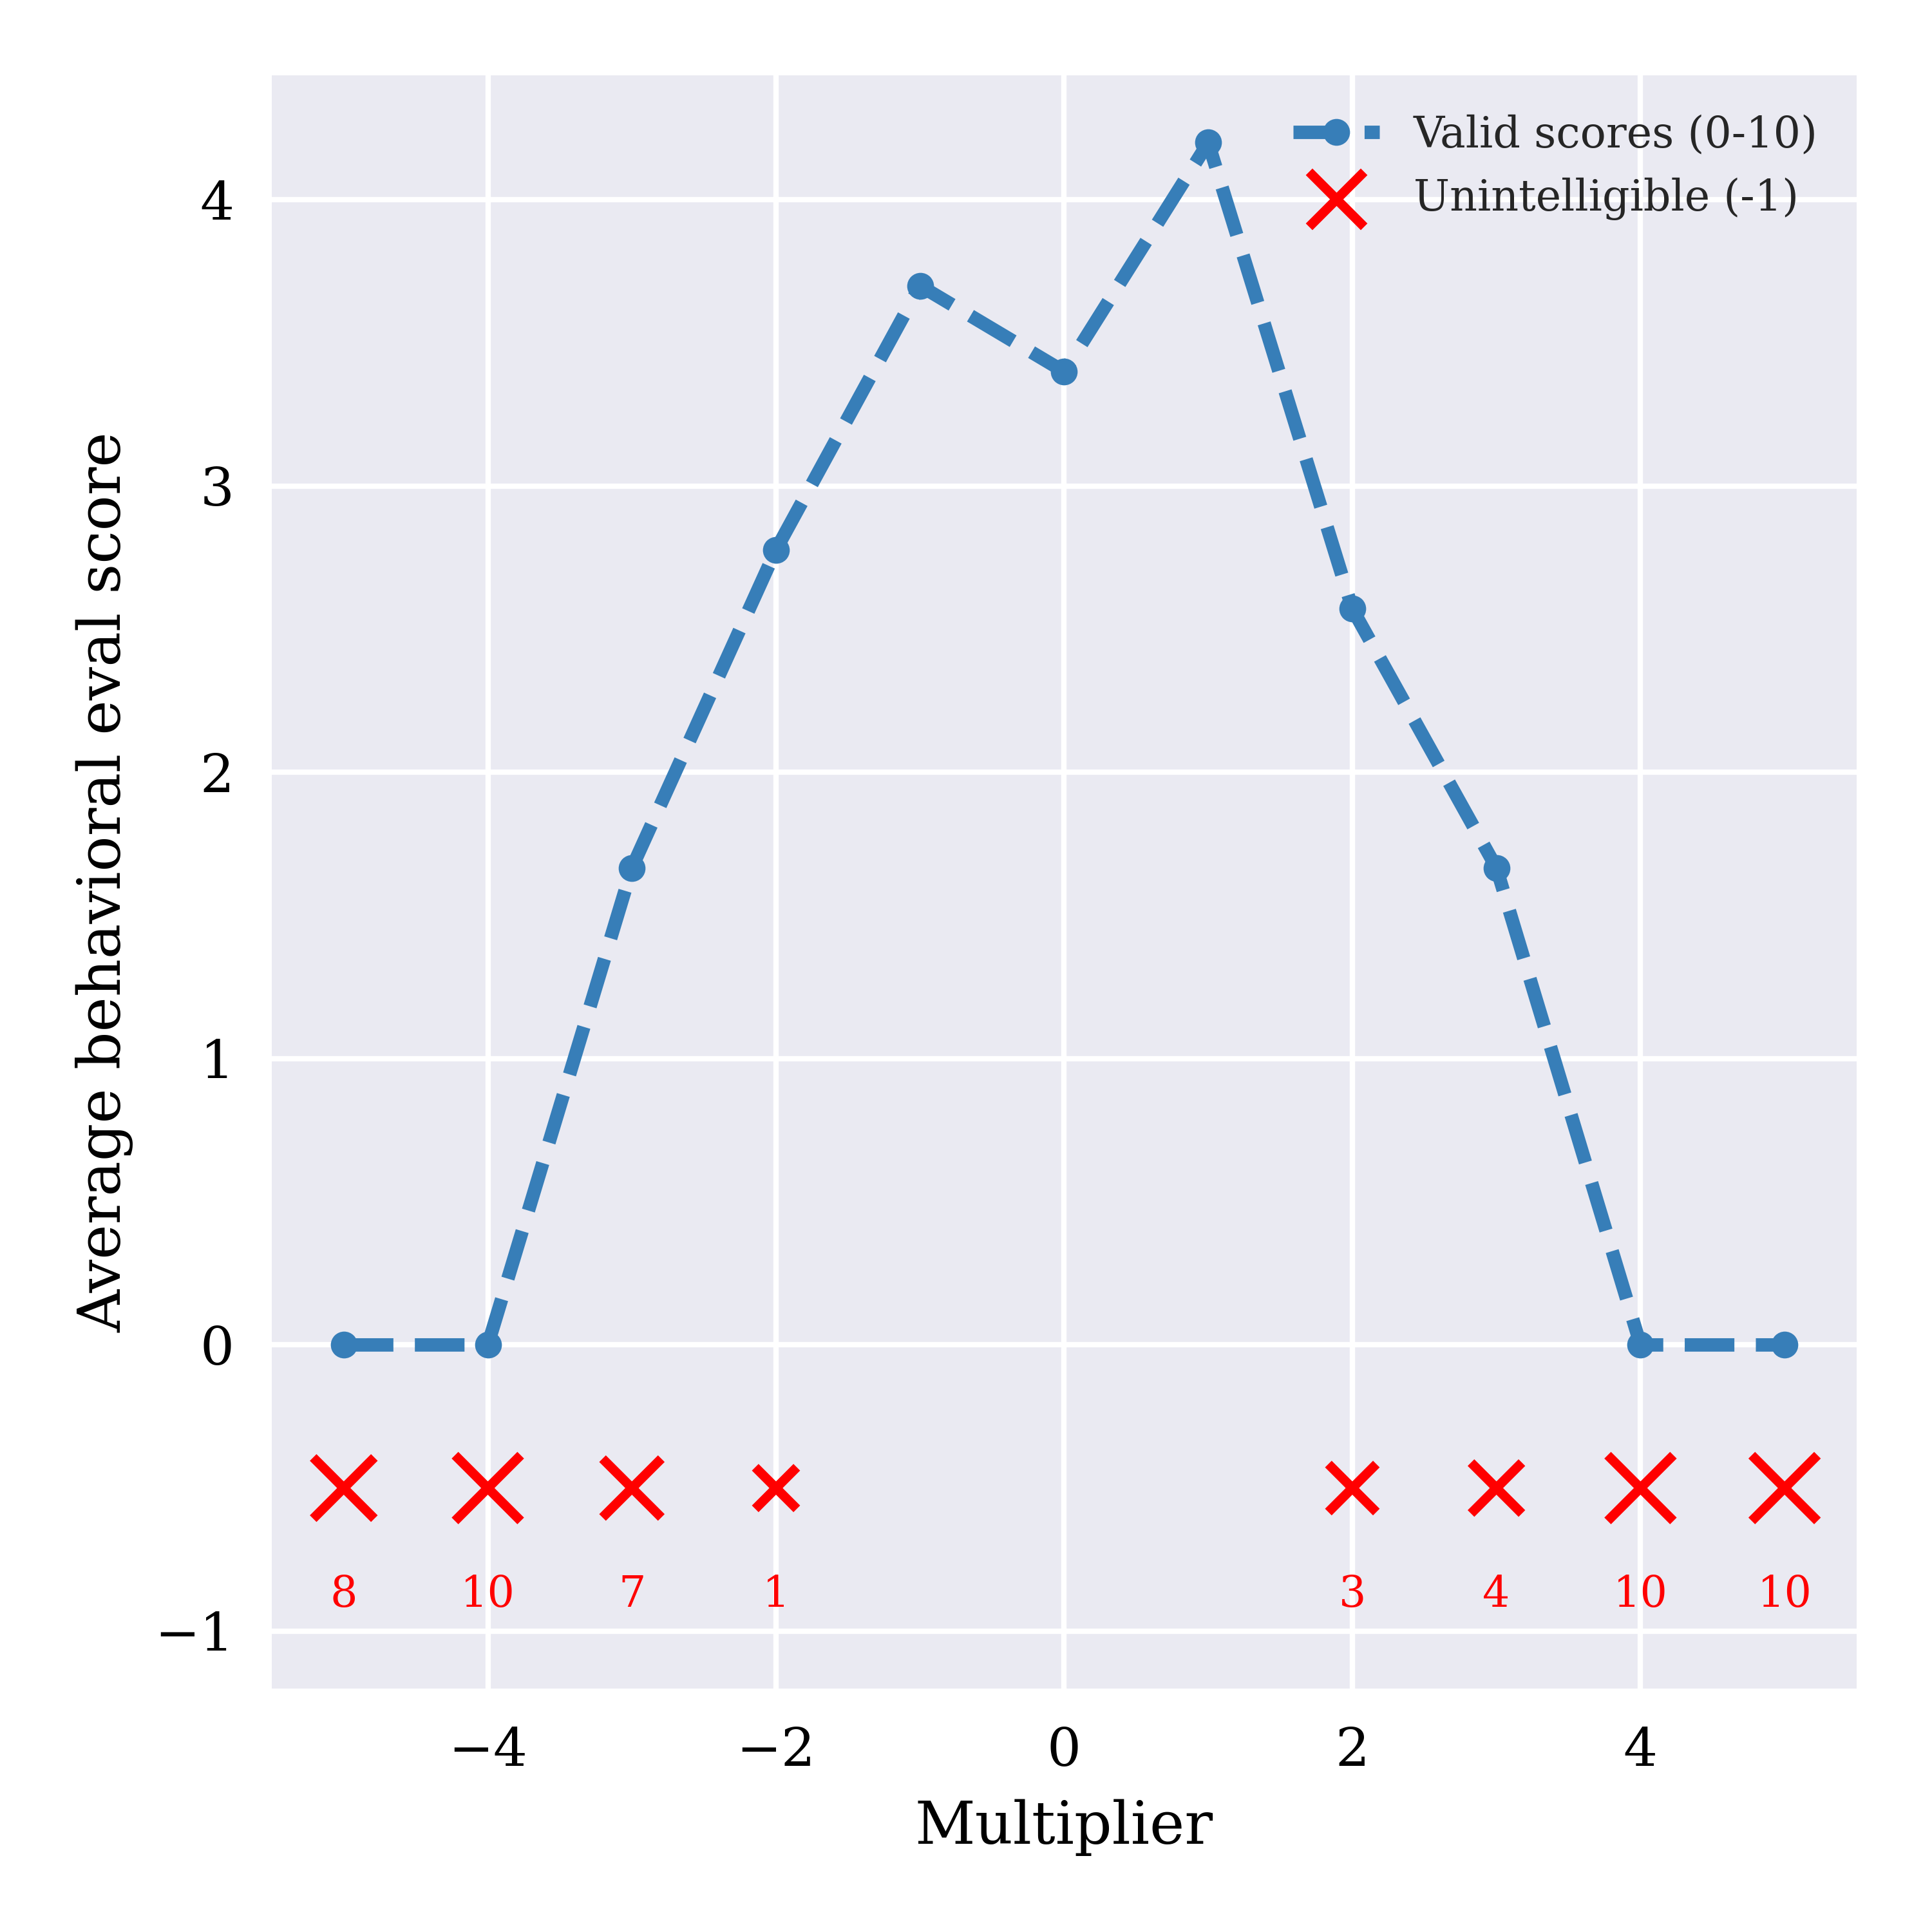 Valid scores (0-10)
Unintelligible (-1)
4
3
2
1
0
−1
Average behavioral eval score
8 10 7 1 3 4 10 10
−4 −2 0 2 4
Multiplier